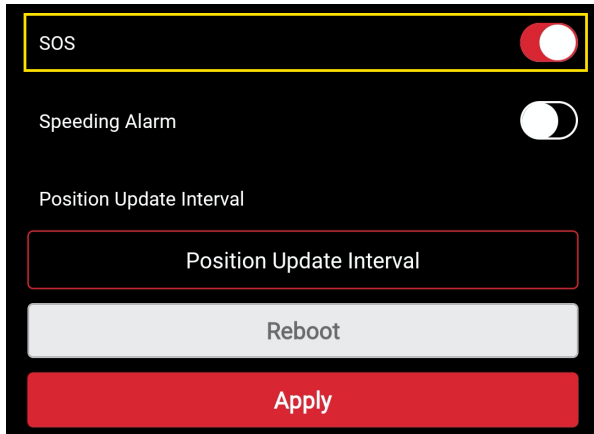 SOS
Speeding Alarm
Position Update Interval
Position Update Interval
Reboot
Apply